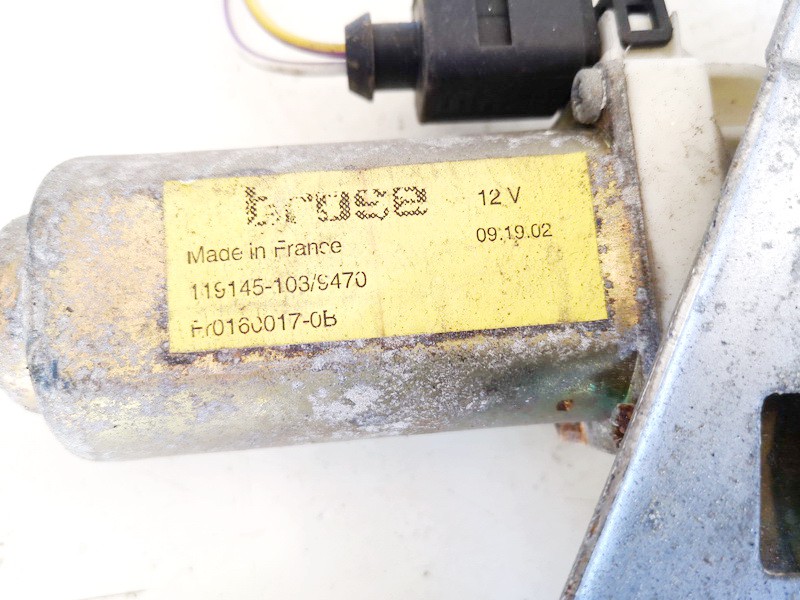 brose
12 V
Made in France
09.19.02
119145-103/9470
Fr0160017-0B